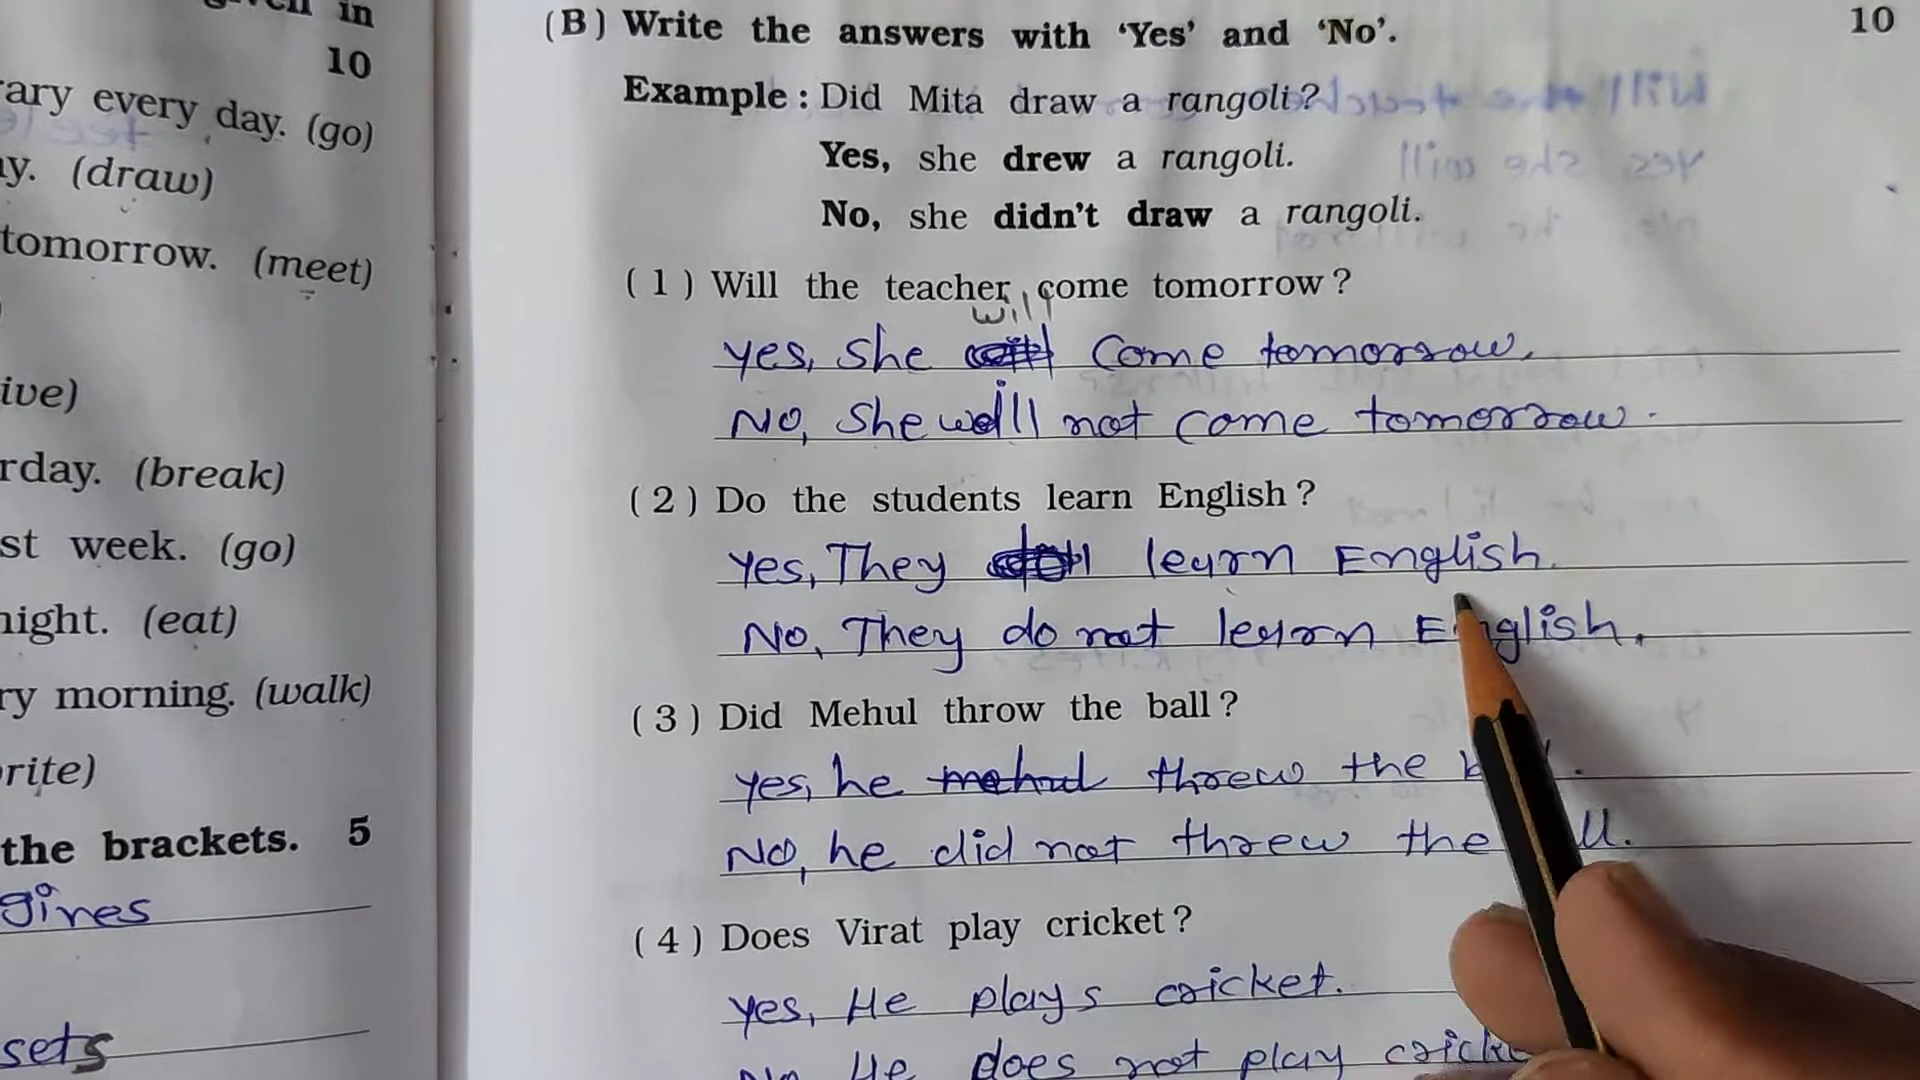 given in
10
ary every day. (go)
y. (draw)
tomorrow. (meet)
ive)
rday. (break)
st week. (go)
night. (eat)
ry morning. (walk)
rite)
the brackets. 5
gives
sets
(B) Write the answers with ‘Yes’ and ‘No’. 10
Example : Did Mita draw a rangoli?
Yes, she drew a rangoli.
No, she didn't draw a rangoli.
(1) Will the teacher come tomorrow?
will
yes, she come tomorrow.
No, she will not come tomorrow.
(2) Do the students learn English?
yes, They learn English.
No, They do not learn English.
(3) Did Mehul throw the ball?
yes, he mehul threw the
No, he did not threw the
(4) Does Virat play cricket?
yes, He plays cricket.
No He does not play